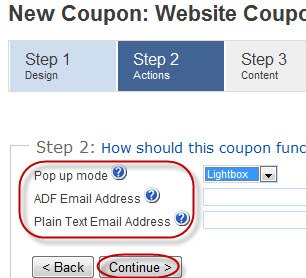 New Coupon: Website Coupo
Step 1
Design
Step 2
Actions
Step 3
Content
Step 2: How should this coupon func
Pop up mode ? Lightbox
ADF Email Address ?
Plain Text Email Address ?
< Back Continue >